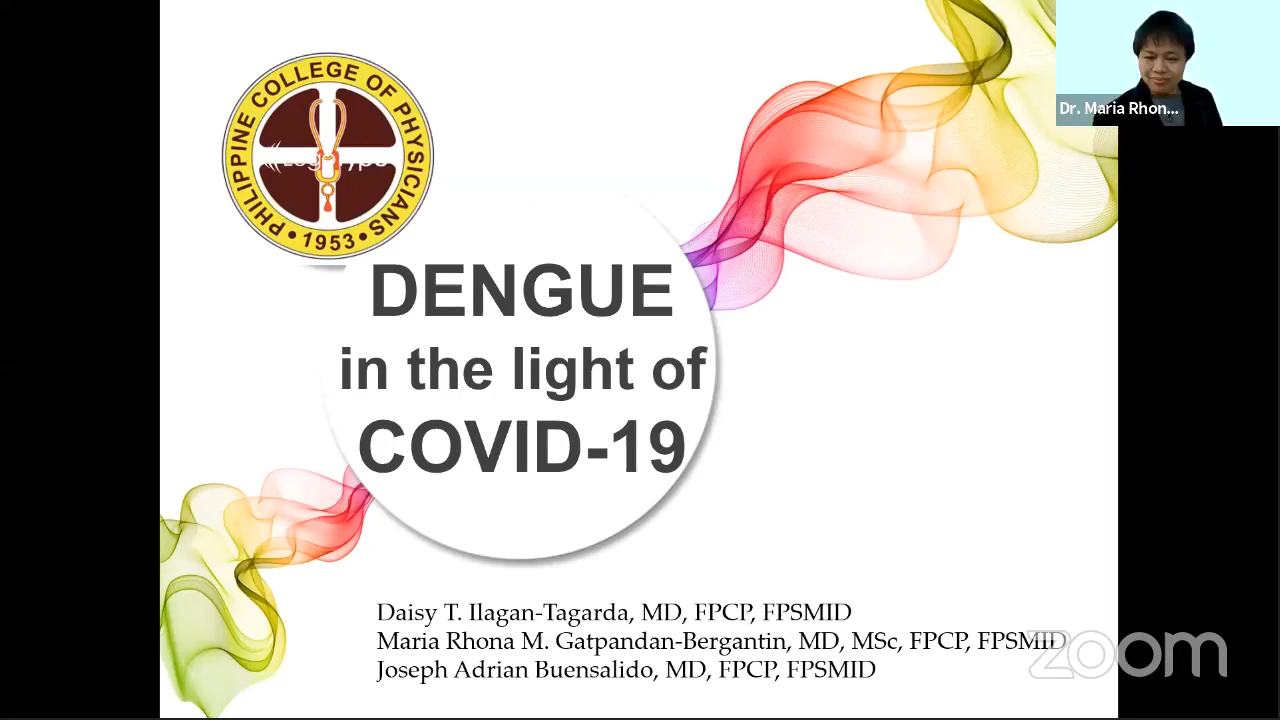 PHILIPPINE COLLEGE OF PHYSICIANS
• 1953 •
Dr. Maria Rhon...
DENGUE
in the light of
COVID-19
Daisy T. Ilagan-Tagarda, MD, FPCP, FPSMID
Maria Rhona M. Gatpandan-Bergantin, MD, MSc, FPCP, FPSMID
Joseph Adrian Buensalido, MD, FPCP, FPSMID
zoom